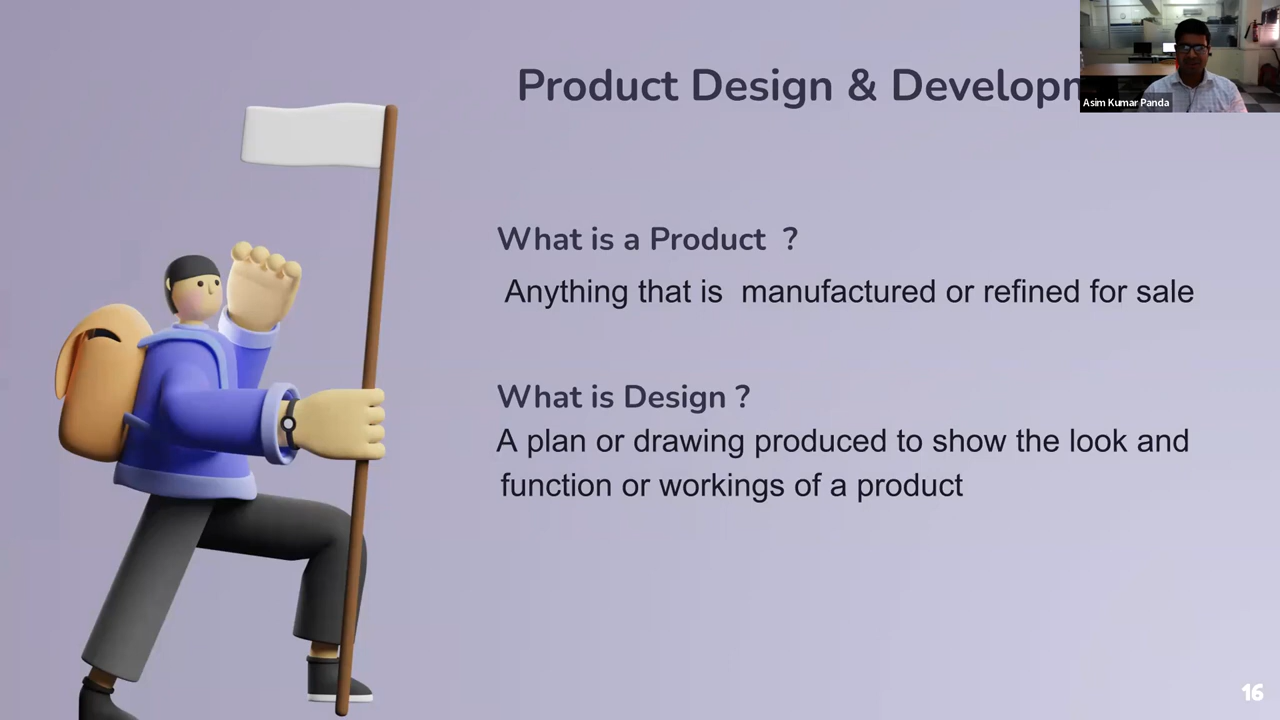 Product Design & Developm
Asim Kumar Panda
What is a Product ?
Anything that is manufactured or refined for sale
What is Design ?
A plan or drawing produced to show the look and
function or workings of a product
16